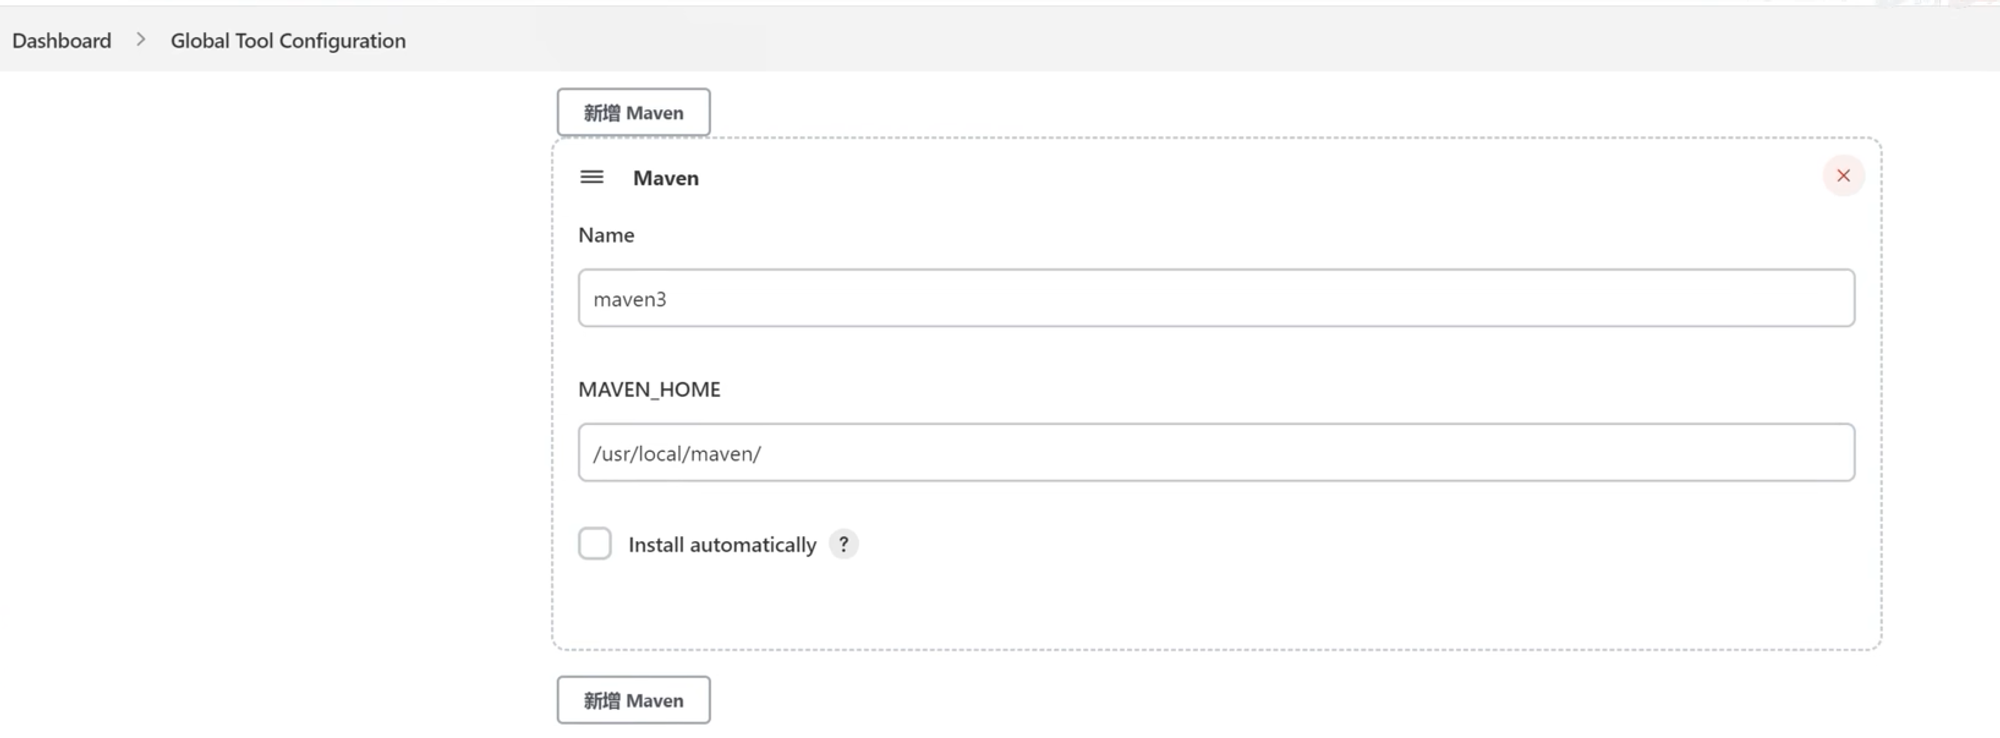 Dashboard > Global Tool Configuration
新增 Maven
Maven
Name
maven3
MAVEN_HOME
/usr/local/maven/
Install automatically ?
新增 Maven